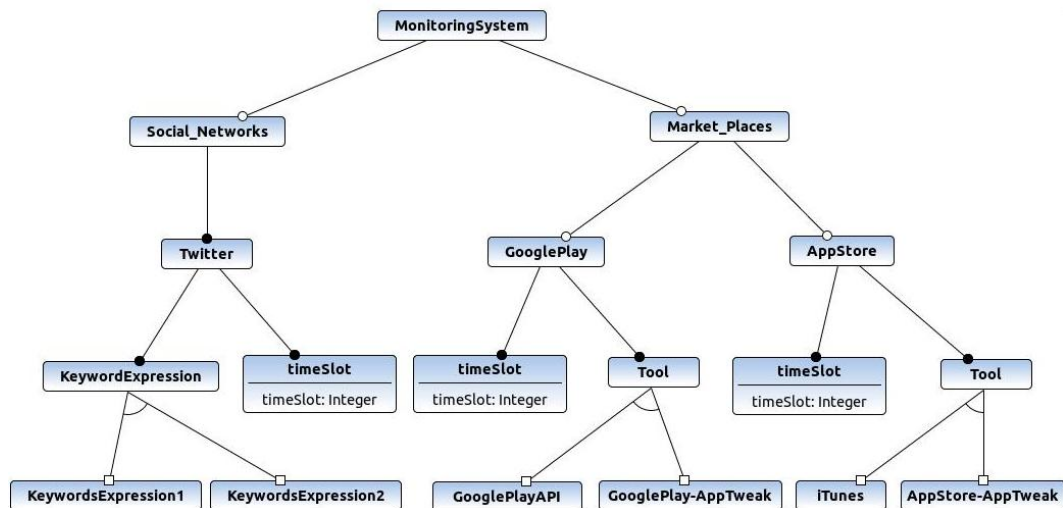 MonitoringSystem
Social_Networks
Market_Places
Twitter
GooglePlay
AppStore
KeywordExpression
timeSlot
timeSlot: Integer
timeSlot
timeSlot: Integer
Tool
timeSlot
timeSlot: Integer
Tool
KeywordsExpression1
KeywordsExpression2
GooglePlayAPI
GooglePlay-AppTweak
iTunes
AppStore-AppTweak